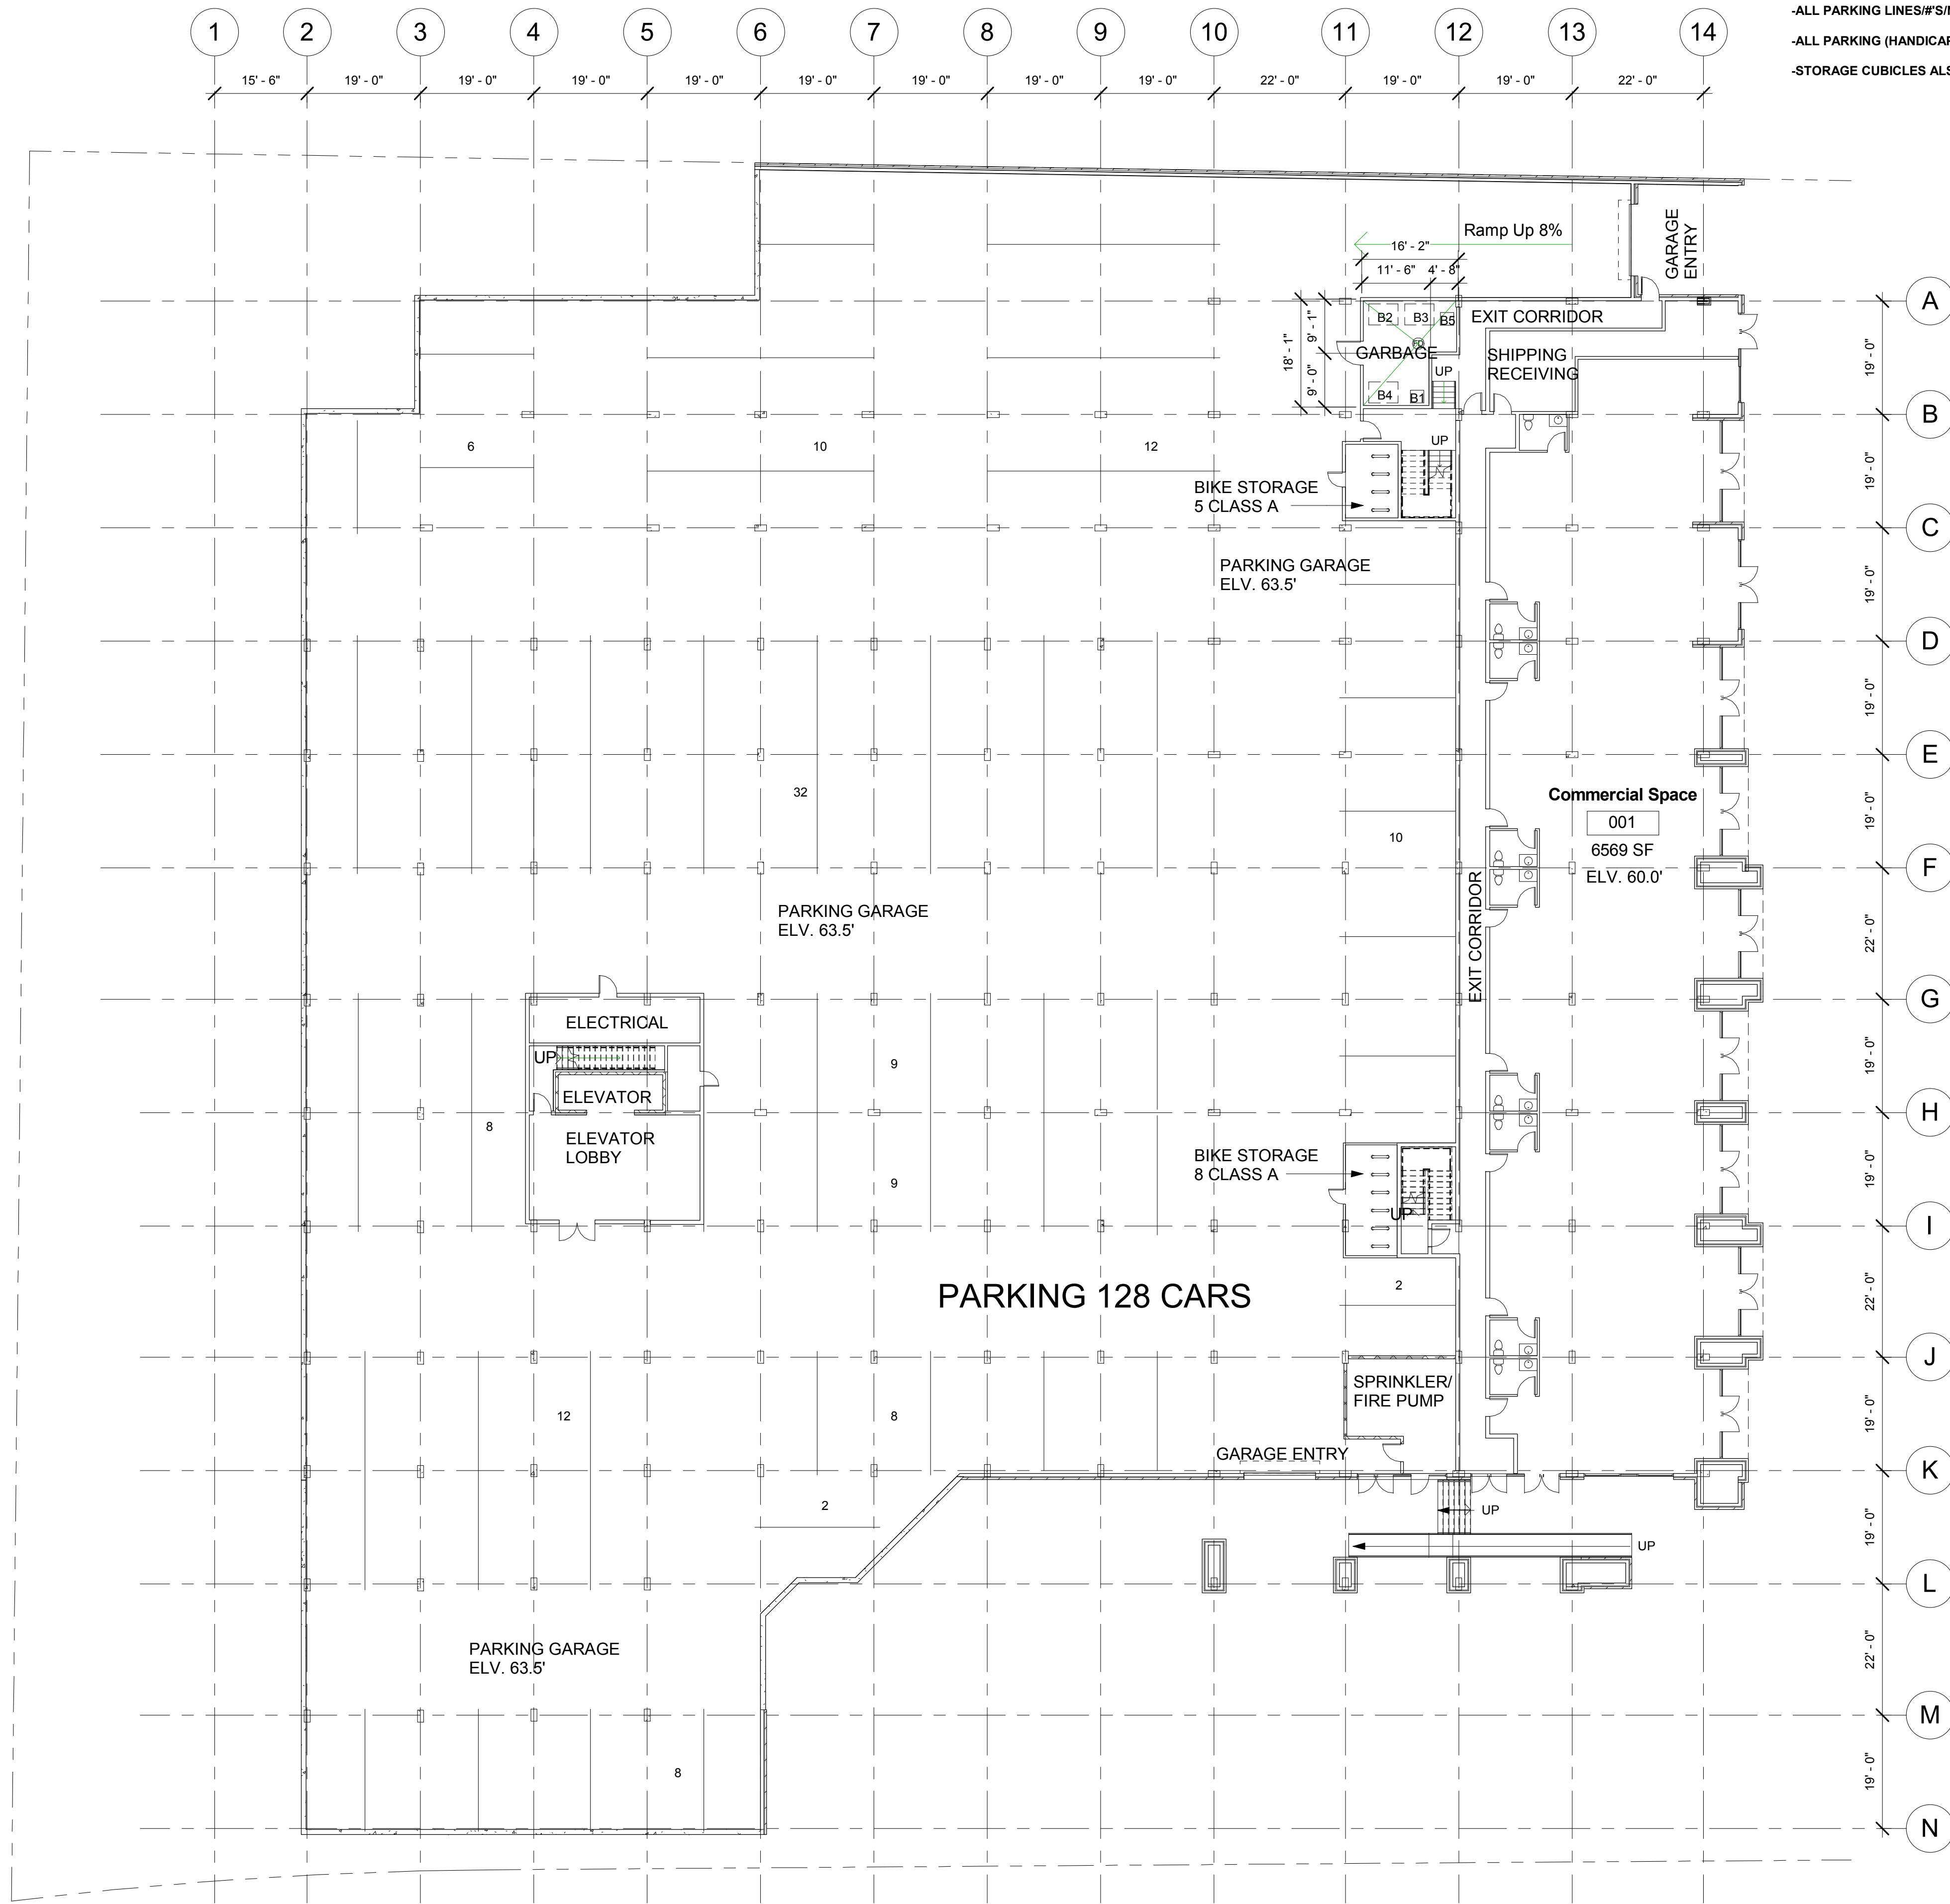 -ALL PARKING LINES/#'S/
-ALL PARKING (HANDICAP
-STORAGE CUBICLES ALS
1 2 3 4 5 6 7 8 9 10 11 12 13 14
15' - 6" 19' - 0" 19' - 0" 19' - 0" 19' - 0" 19' - 0" 19' - 0" 19' - 0" 19' - 0" 22' - 0" 19' - 0" 19' - 0" 22' - 0"
GARAGE
ENTRY
Ramp Up 8%
16' - 2"
11' - 6" 4' - 8"
A
18' - 1"
9' - 1"
9' - 0"
B2 B3 B5
EXIT CORRIDOR
GARBAGE
SHIPPING
RECEIVING
UP
B4 B1
19' - 0"
B
6
10
12
UP
19' - 0"
BIKE STORAGE
5 CLASS A
C
PARKING GARAGE
ELV. 63.5'
19' - 0"
D
19' - 0"
E
32
10
Commercial Space
001
6569 SF
ELV. 60.0'
19' - 0"
F
EXIT CORRIDOR
PARKING GARAGE
ELV. 63.5'
22' - 0"
G
ELECTRICAL
UP
ELEVATOR
9
19' - 0"
H
8
ELEVATOR
LOBBY
9
BIKE STORAGE
8 CLASS A
UP
19' - 0"
I
PARKING 128 CARS
2
22' - 0"
J
SPRINKLER/
FIRE PUMP
12
8
19' - 0"
GARAGE ENTRY
K
2
UP
UP
19' - 0"
L
PARKING GARAGE
ELV. 63.5'
22' - 0"
M
8
19' - 0"
N